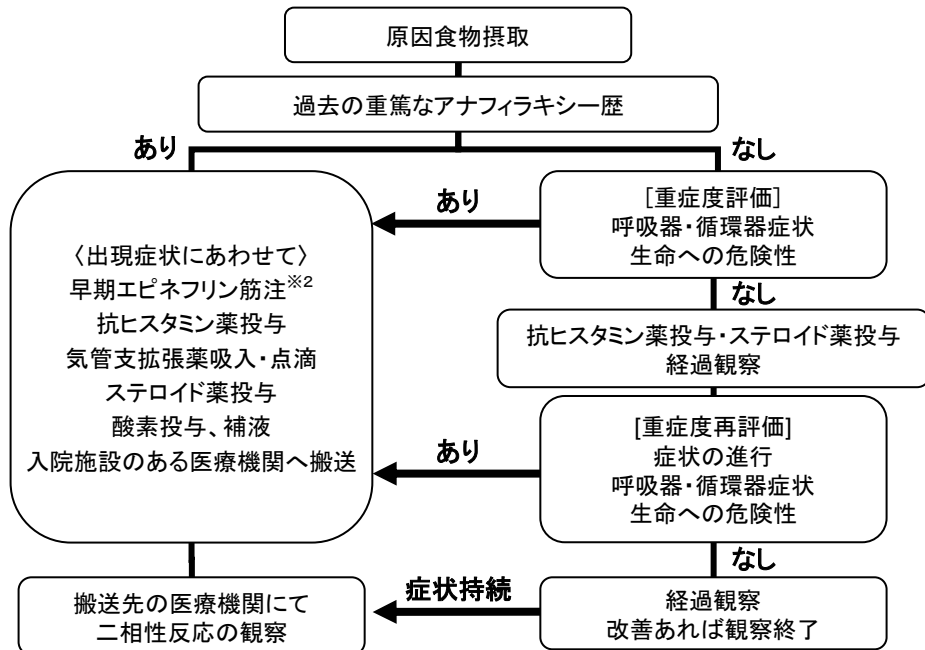 原因食物摂取
過去の重篤なアナフィラキシー歴
あり
なし
〈出現症状にあわせて〉
早期エピネフリン筋注※2
抗ヒスタミン薬投与
気管支拡張薬吸入・点滴
ステロイド薬投与
酸素投与、補液
入院施設のある医療機関へ搬送
あり
[重症度評価]
呼吸器・循環器症状
生命への危険性
なし
抗ヒスタミン薬投与・ステロイド薬投与
経過観察
あり
[重症度再評価]
症状の進行
呼吸器・循環器症状
生命への危険性
なし
搬送先の医療機関にて
二相性反応の観察
症状持続
経過観察
改善あれば観察終了